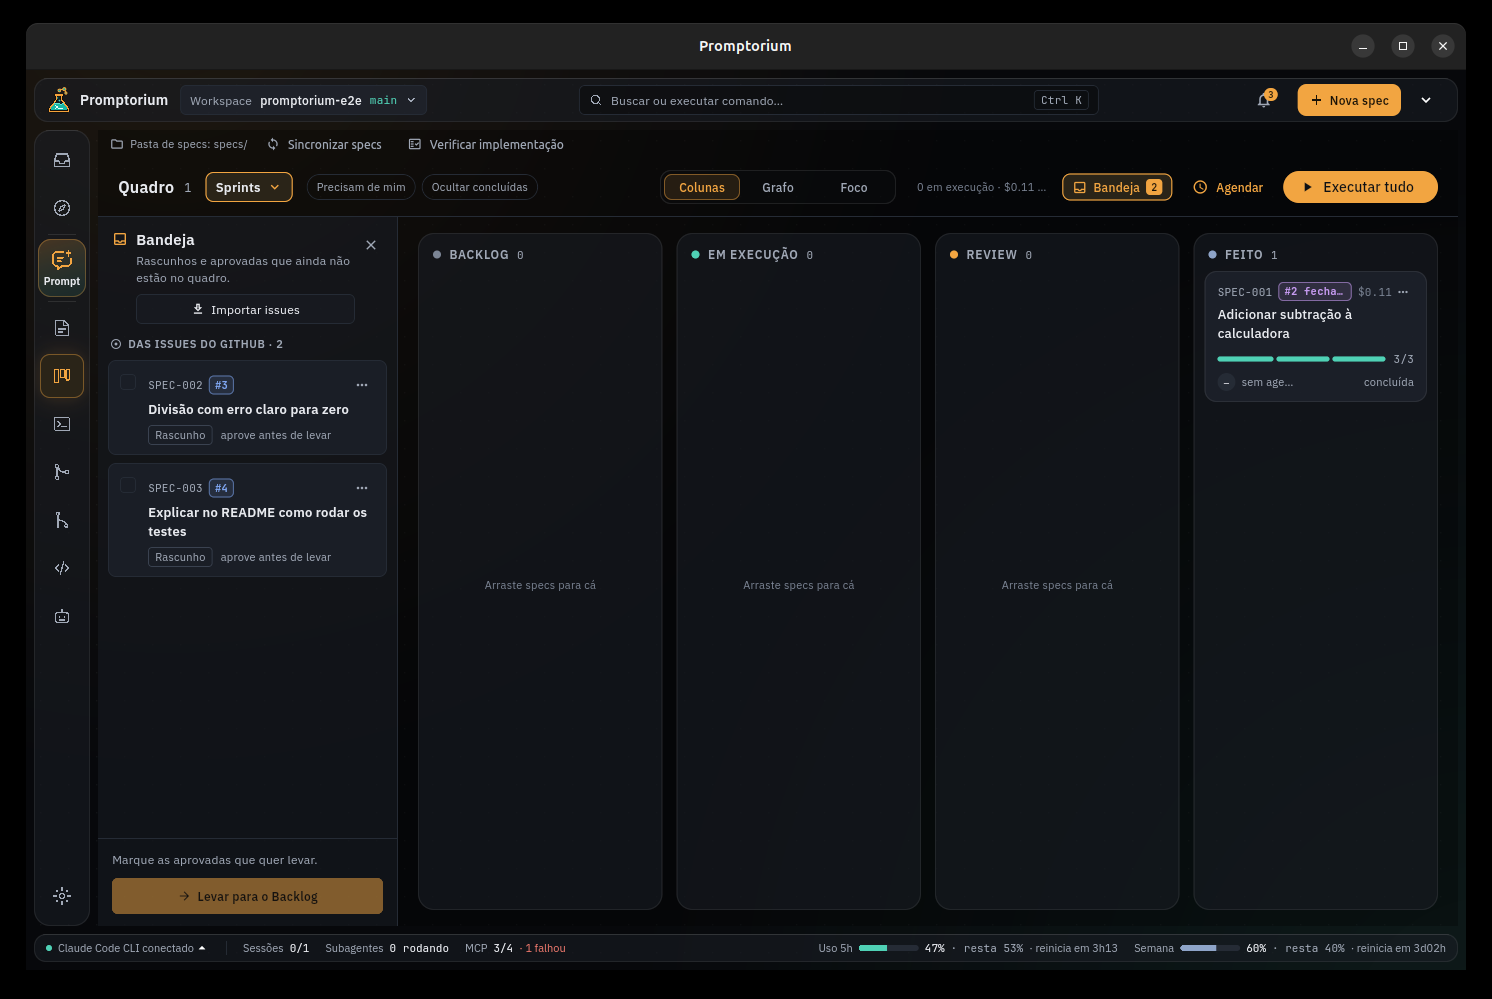 Promptorium
Promptorium
Workspace promptorium-e2e main
Buscar ou executar comando...
Ctrl K
3
Nova spec
Pasta de specs: specs/
Sincronizar specs
Verificar implementação
Quadro 1
Sprints
Precisam de mim
Ocultar concluídas
Colunas
Grafo
Foco
0 em execução · $0.11 ...
Bandeja 2
Agendar
Executar tudo
Prompt
Bandeja
Rascunhos e aprovadas que ainda não
estão no quadro.
Importar issues
DAS ISSUES DO GITHUB · 2
SPEC-002 #3
Divisão com erro claro para zero
Rascunho aprove antes de levar
SPEC-003 #4
Explicar no README como rodar os
testes
Rascunho aprove antes de levar
Marque as aprovadas que quer levar.
Levar para o Backlog
BACKLOG 0
Arraste specs para cá
EM EXECUÇÃO 0
Arraste specs para cá
REVIEW 0
Arraste specs para cá
FEITO 1
SPEC-001 #2 fecha… $0.11
Adicionar subtração à
calculadora
3/3
– sem age...
concluída
Claude Code CLI conectado
Sessões 0/1
Subagentes 0 rodando
MCP 3/4 · 1 falhou
Uso 5h 47% · resta 53% · reinicia em 3h13
Semana 60% · resta 40% · reinicia em 3d02h